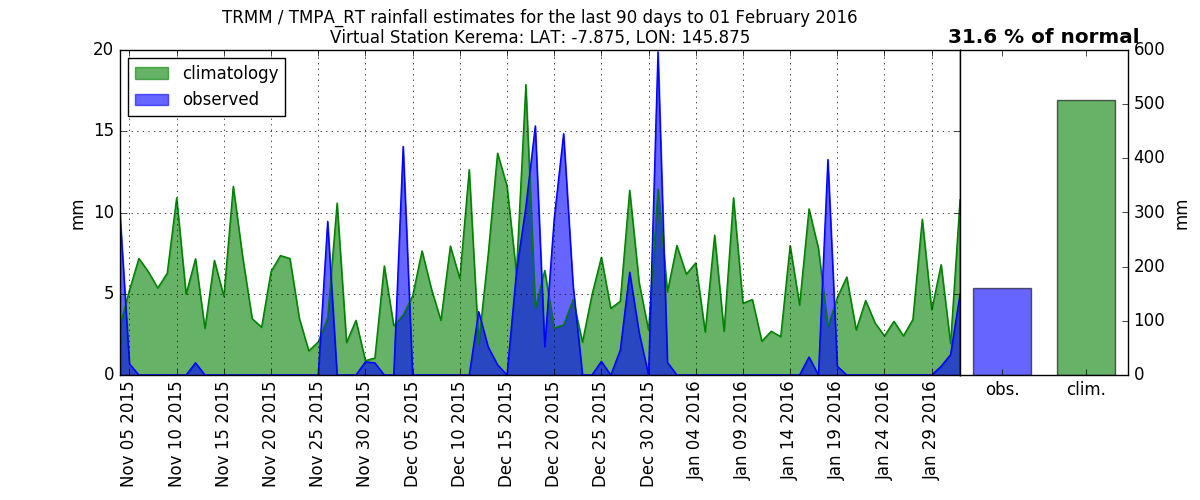 TRMM / TMPA_RT rainfall estimates for the last 90 days to 01 February 2016
Virtual Station Kerema: LAT: -7.875, LON: 145.875
31.6 % of normal
climatology
observed
mm
20
15
10
5
0
Nov 05 2015
Nov 10 2015
Nov 15 2015
Nov 20 2015
Nov 25 2015
Nov 30 2015
Dec 05 2015
Dec 10 2015
Dec 15 2015
Dec 20 2015
Dec 25 2015
Dec 30 2015
Jan 04 2016
Jan 09 2016
Jan 14 2016
Jan 19 2016
Jan 24 2016
Jan 29 2016
obs.
clim.
600
500
400
300
200
100
0
mm